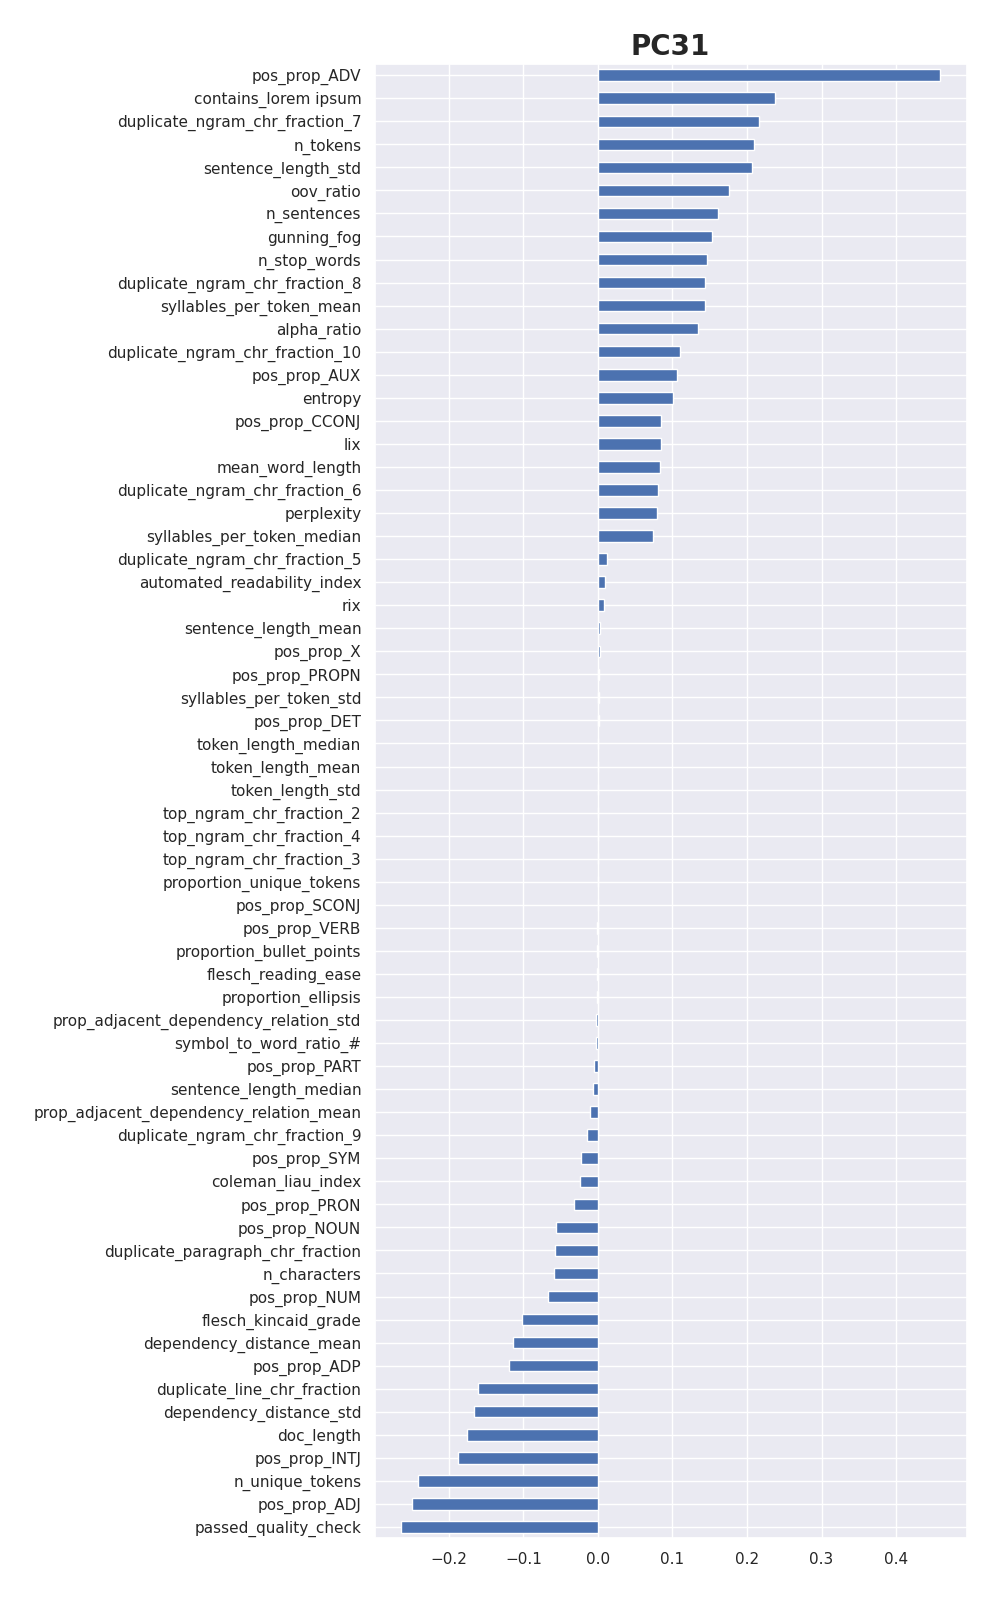 PC31
pos_prop_ADV
contains_lorem ipsum
duplicate_ngram_chr_fraction_7
n_tokens
sentence_length_std
oov_ratio
n_sentences
gunning_fog
n_stop_words
duplicate_ngram_chr_fraction_8
syllables_per_token_mean
alpha_ratio
duplicate_ngram_chr_fraction_10
pos_prop_AUX
entropy
pos_prop_CCONJ
lix
mean_word_length
duplicate_ngram_chr_fraction_6
perplexity
syllables_per_token_median
duplicate_ngram_chr_fraction_5
automated_readability_index
rix
sentence_length_mean
pos_prop_X
pos_prop_PROPN
syllables_per_token_std
pos_prop_DET
token_length_median
token_length_mean
token_length_std
top_ngram_chr_fraction_2
top_ngram_chr_fraction_4
top_ngram_chr_fraction_3
proportion_unique_tokens
pos_prop_SCONJ
pos_prop_VERB
proportion_bullet_points
flesch_reading_ease
proportion_ellipsis
prop_adjacent_dependency_relation_std
symbol_to_word_ratio_#
pos_prop_PART
sentence_length_median
prop_adjacent_dependency_relation_mean
duplicate_ngram_chr_fraction_9
pos_prop_SYM
coleman_liau_index
pos_prop_PRON
pos_prop_NOUN
duplicate_paragraph_chr_fraction
n_characters
pos_prop_NUM
flesch_kincaid_grade
dependency_distance_mean
pos_prop_ADP
duplicate_line_chr_fraction
dependency_distance_std
doc_length
pos_prop_INTJ
n_unique_tokens
pos_prop_ADJ
passed_quality_check
−0.2 −0.1 0.0 0.1 0.2 0.3 0.4